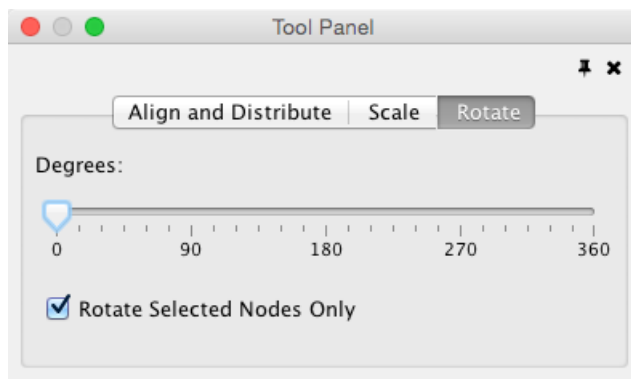 Tool Panel
Align and Distribute Scale Rotate
Degrees:
0 90 180 270 360
Rotate Selected Nodes Only